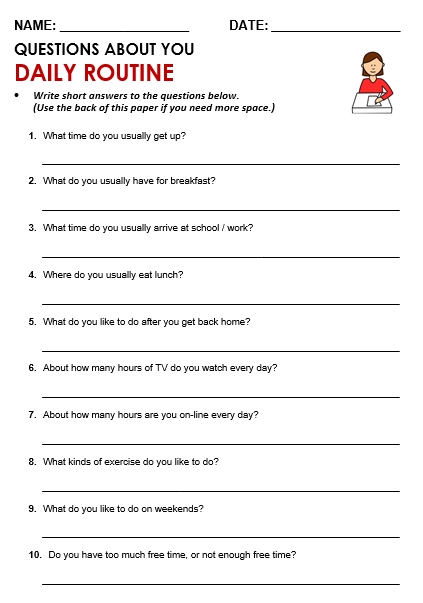 NAME: ____________________ DATE: ____________________
QUESTIONS ABOUT YOU
DAILY ROUTINE
• Write short answers to the questions below.
(Use the back of this paper if you need more space.)
1. What time do you usually get up?
2. What do you usually have for breakfast?
3. What time do you usually arrive at school / work?
4. Where do you usually eat lunch?
5. What do you like to do after you get back home?
6. About how many hours of TV do you watch every day?
7. About how many hours are you on-line every day?
8. What kinds of exercise do you like to do?
9. What do you like to do on weekends?
10. Do you have too much free time, or not enough free time?